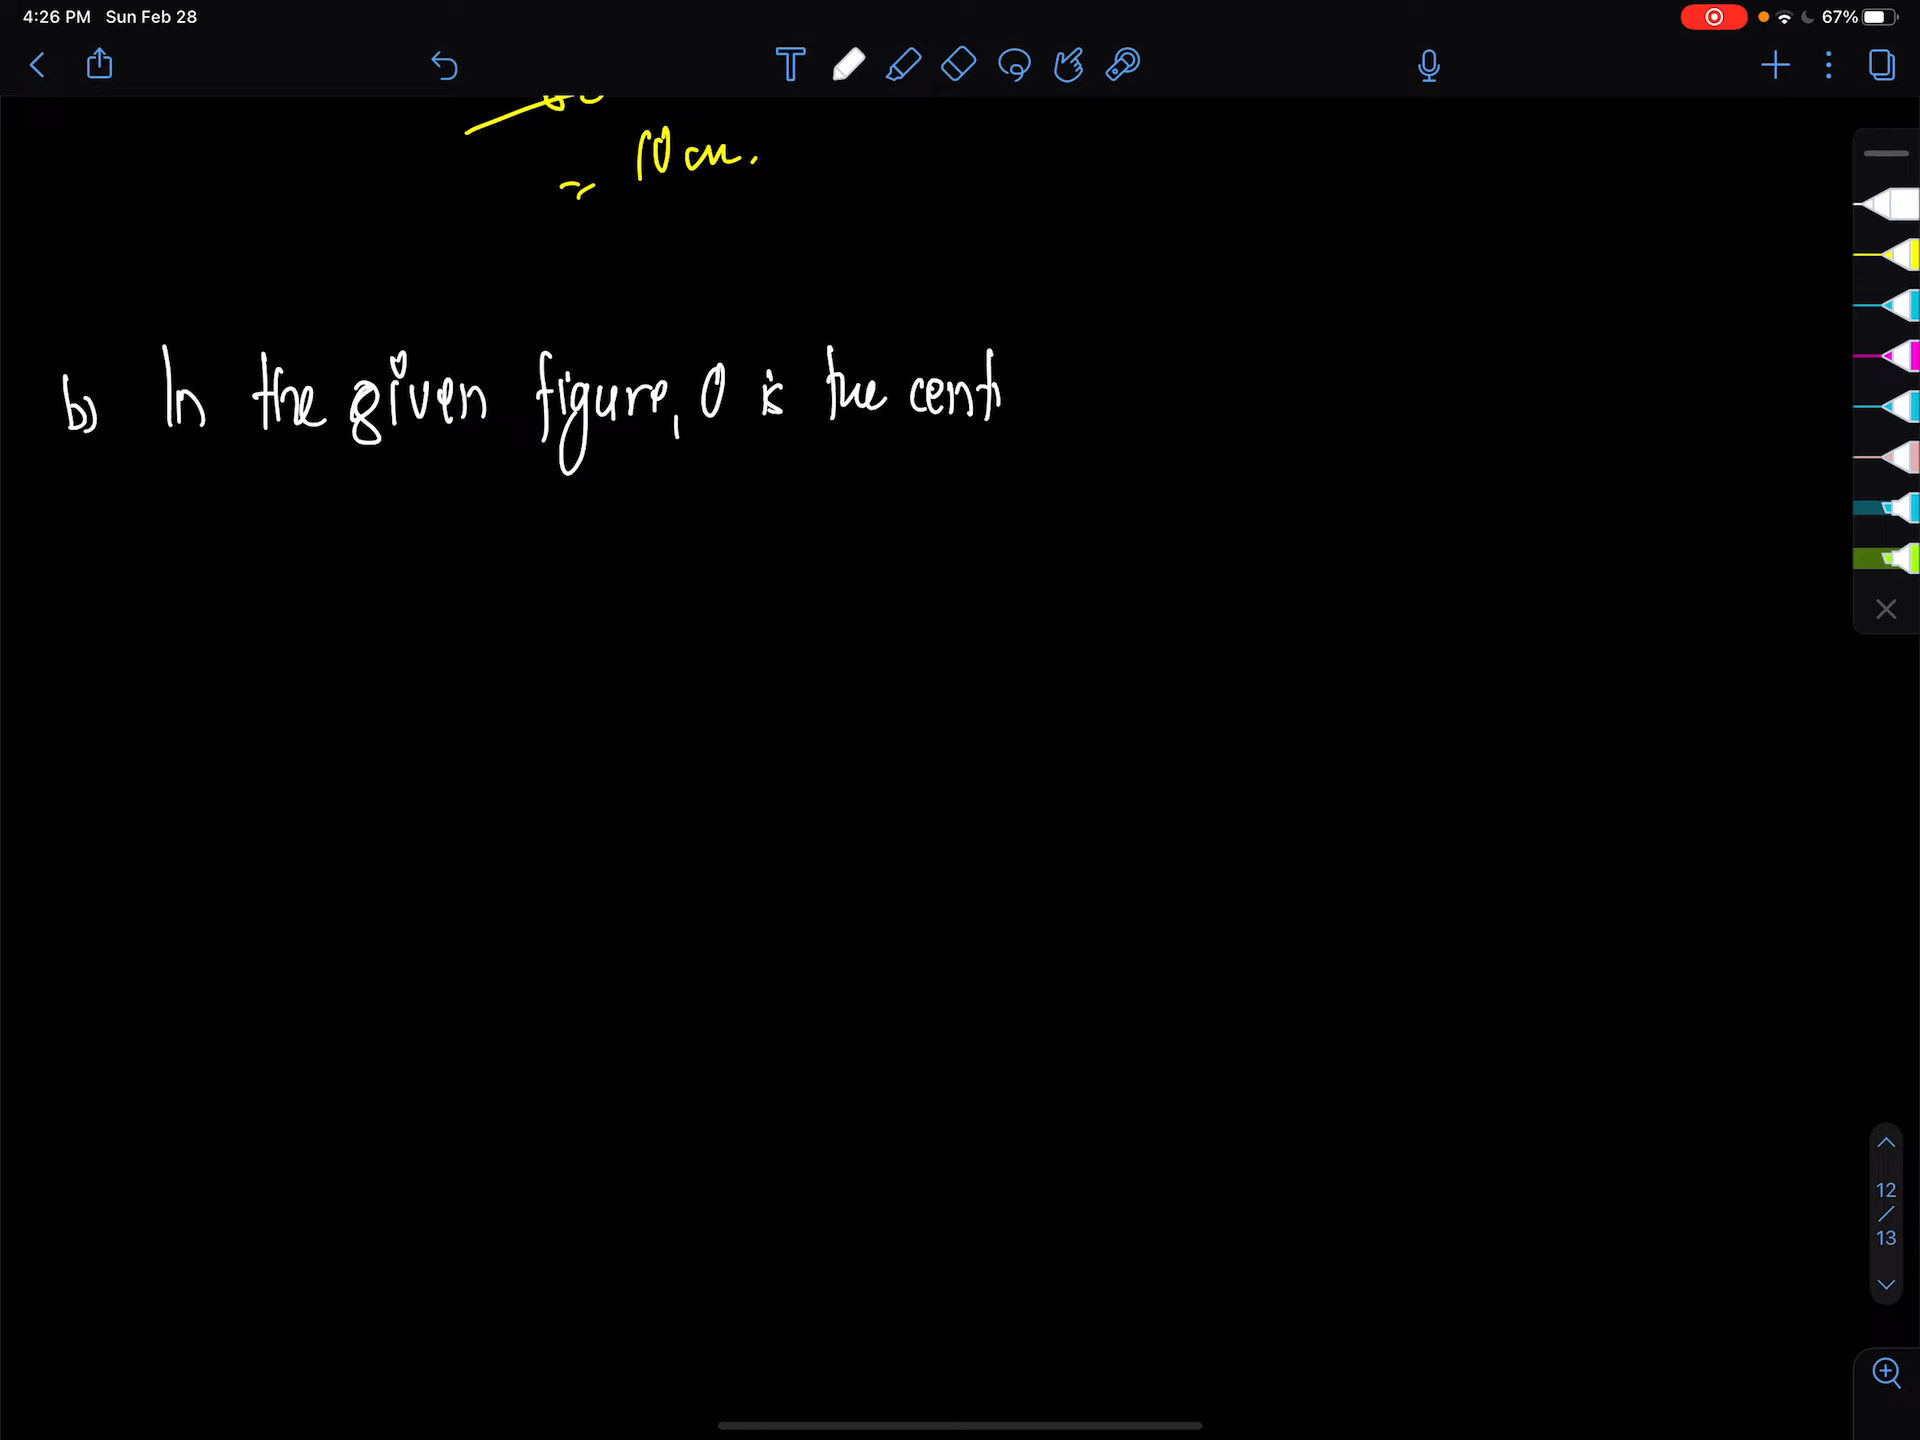 4:26 PM Sun Feb 28
67%
= 10 cm.
b) In the given figure, O is the cent
12
/
13